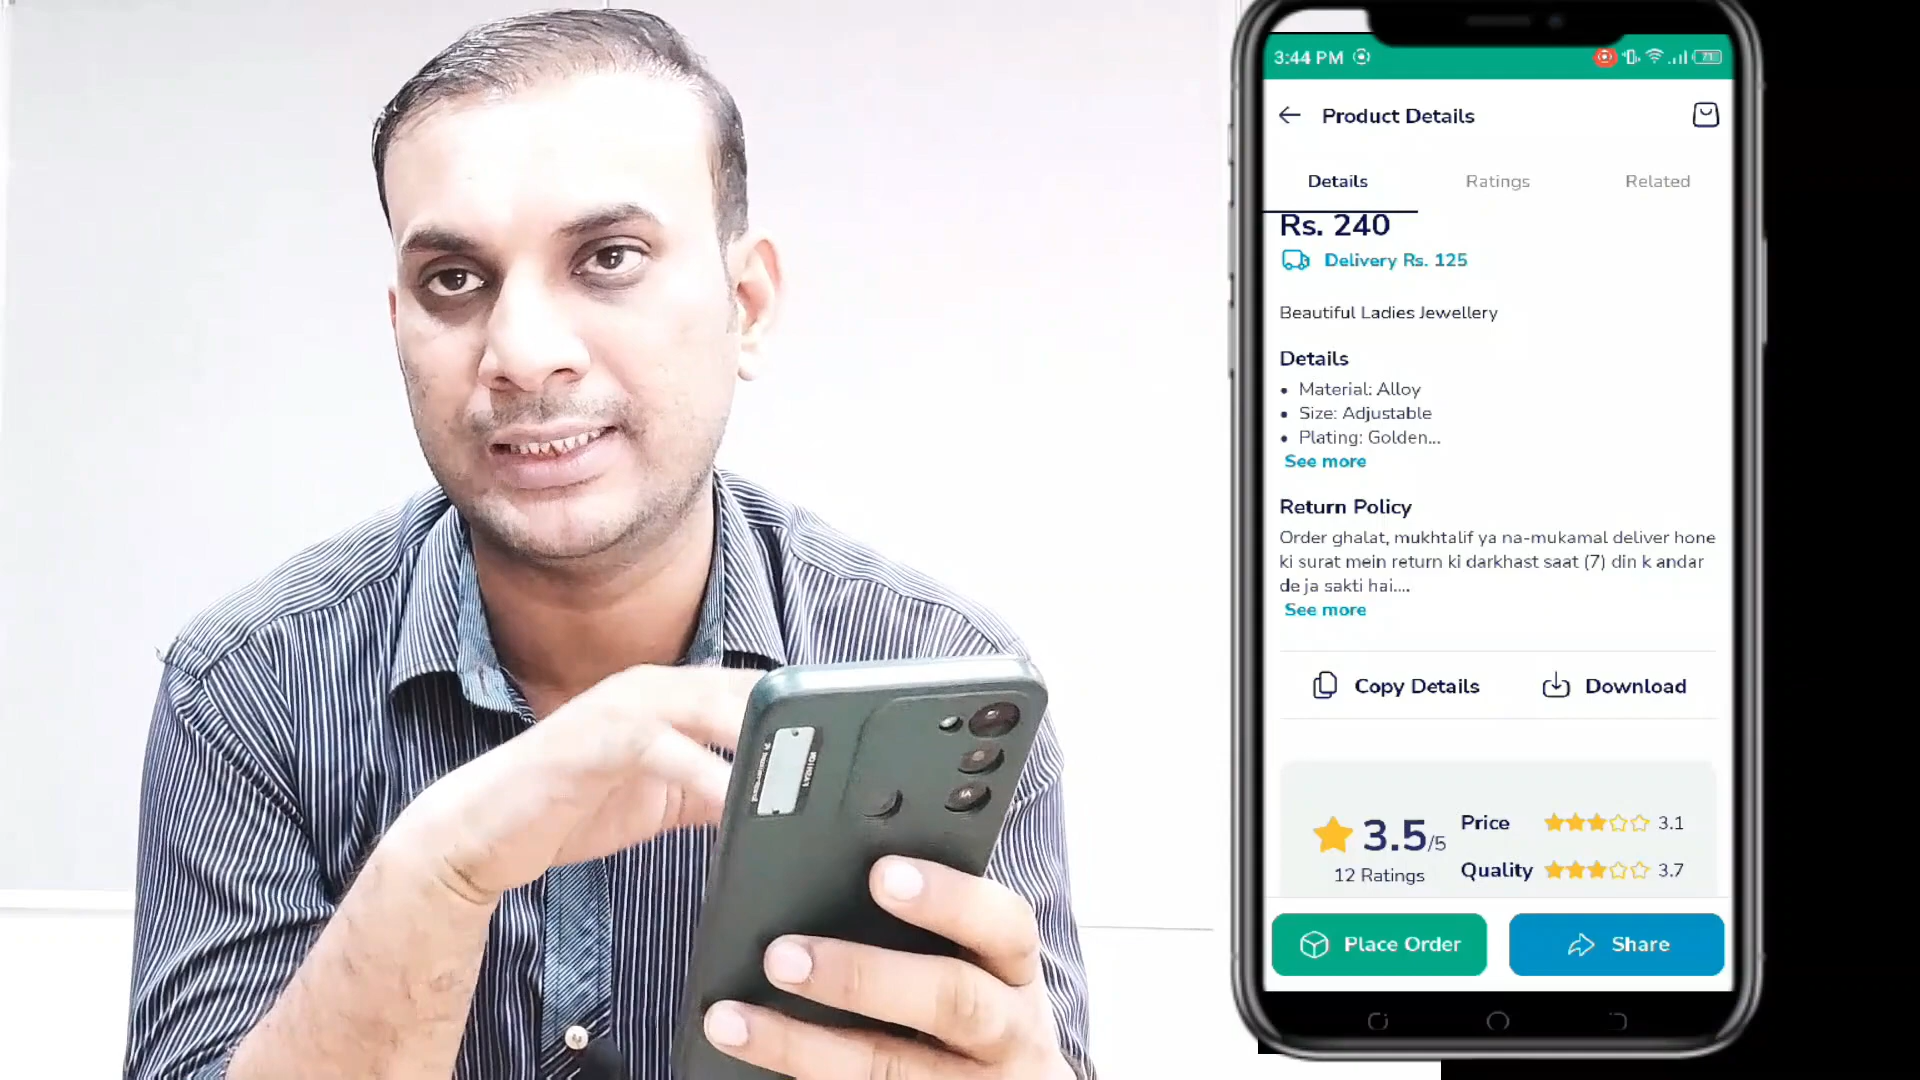 3:44 PM
71
Product Details
Details Ratings Related
Rs. 240
Delivery Rs. 125
Beautiful Ladies Jewellery
Details
• Material: Alloy
• Size: Adjustable
• Plating: Golden...
See more
Return Policy
Order ghalat, mukhtalif ya na-mukamal deliver hone
ki surat mein return ki darkhast saat (7) din k andar
de ja sakti hai....
See more
Copy Details Download
3.5/5
12 Ratings
Price 3.1
Quality 3.7
Place Order Share